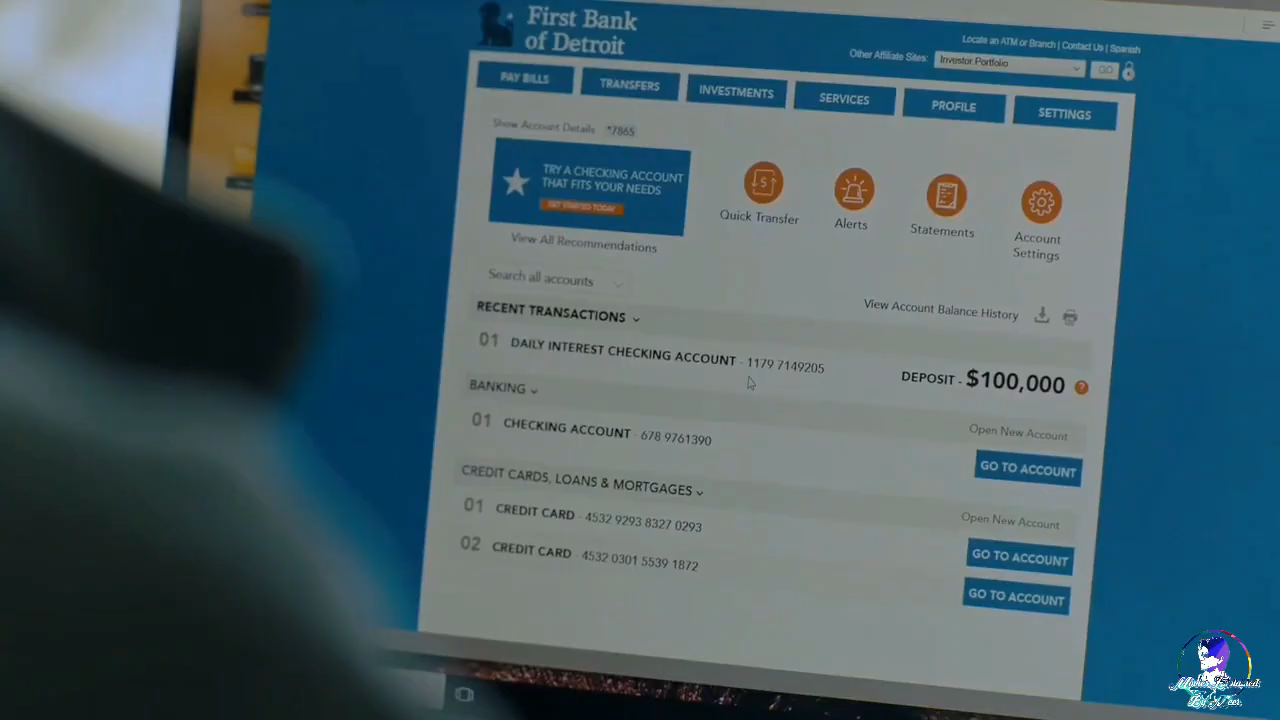 First Bank
of Detroit
Locate an ATM or Branch | Contact Us | Spanish
Other Affiliate Sites: Investor Portfolio GO
PAY BILLS TRANSFERS INVESTMENTS SERVICES PROFILE SETTINGS
Show Account Details *7865
TRY A CHECKING ACCOUNT
THAT FITS YOUR NEEDS
GET STARTED TODAY
View All Recommendations
Quick Transfer
Alerts
Statements
Account
Settings
Search all accounts
View Account Balance History
RECENT TRANSACTIONS
01 DAILY INTEREST CHECKING ACCOUNT - 1179 7149205 DEPOSIT - $100,000 ?
BANKING
Open New Account
01 CHECKING ACCOUNT - 678 9761390 GO TO ACCOUNT
CREDIT CARDS, LOANS & MORTGAGES
Open New Account
01 CREDIT CARD - 4532 9293 8327 0293 GO TO ACCOUNT
02 CREDIT CARD - 4532 0301 5539 1872 GO TO ACCOUNT